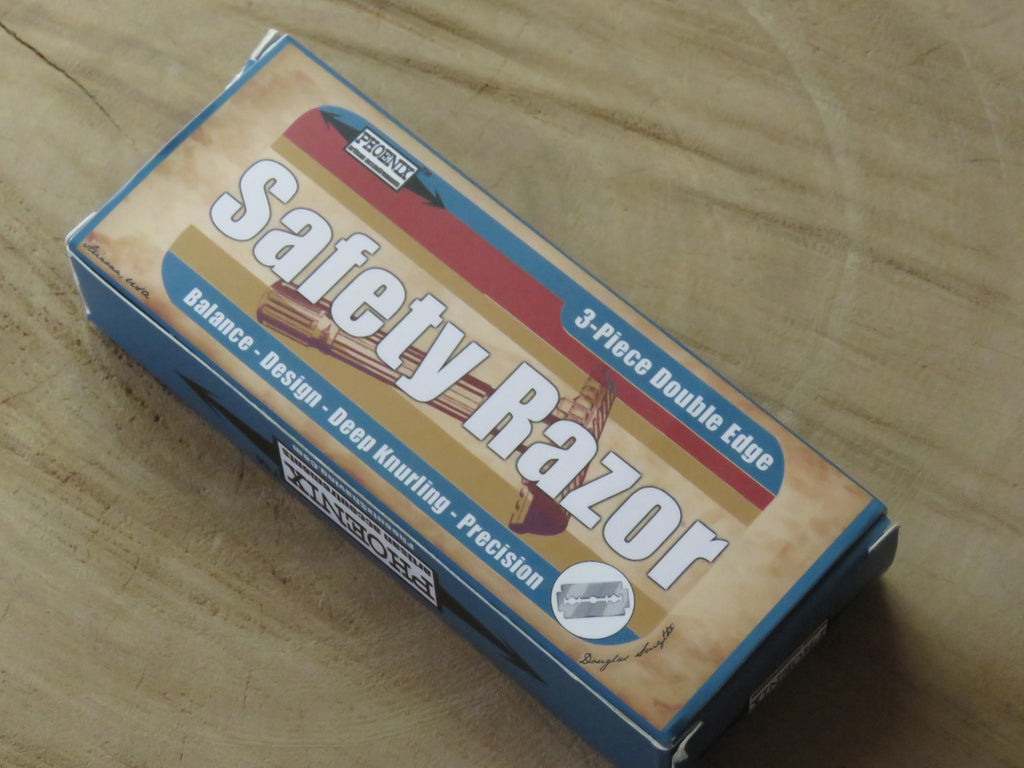 PHOENIX
Safety Razor
3-Piece Double Edge
Balance - Design - Deep Knurling - Precision
Douglas Smythe
PHOENIX